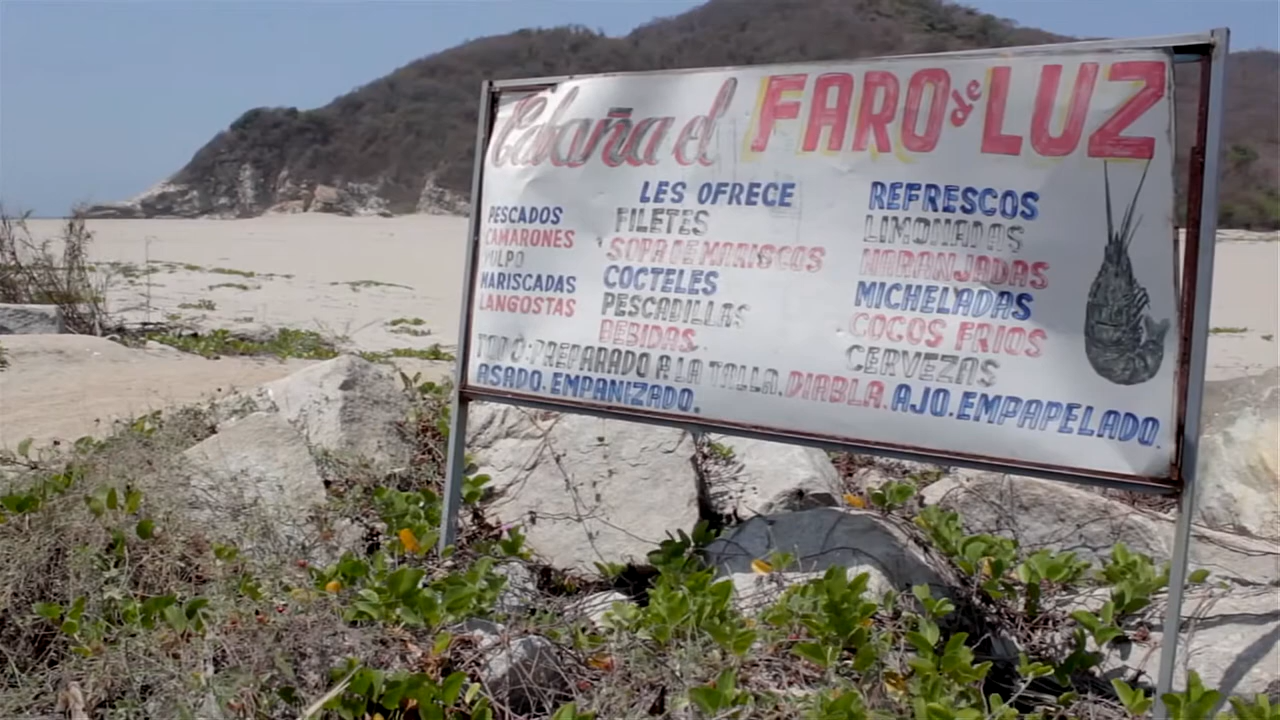 Cabaña el FARO de LUZ
LES OFRECE
PESCADOS
CAMARONES
PULPO
MARISCADAS
LANGOSTAS
FILETES
SOPA DE MARISCOS
COCTELES
PESCADILLAS
BEBIDAS
REFRESCOS
LIMONADAS
NARANJADAS
MICHELADAS
COCOS FRIOS
CERVEZAS
TODO: PREPARADO A LA TALLA. DIABLA. AJO. EMPAPELADO.
ASADO. EMPANIZADO.